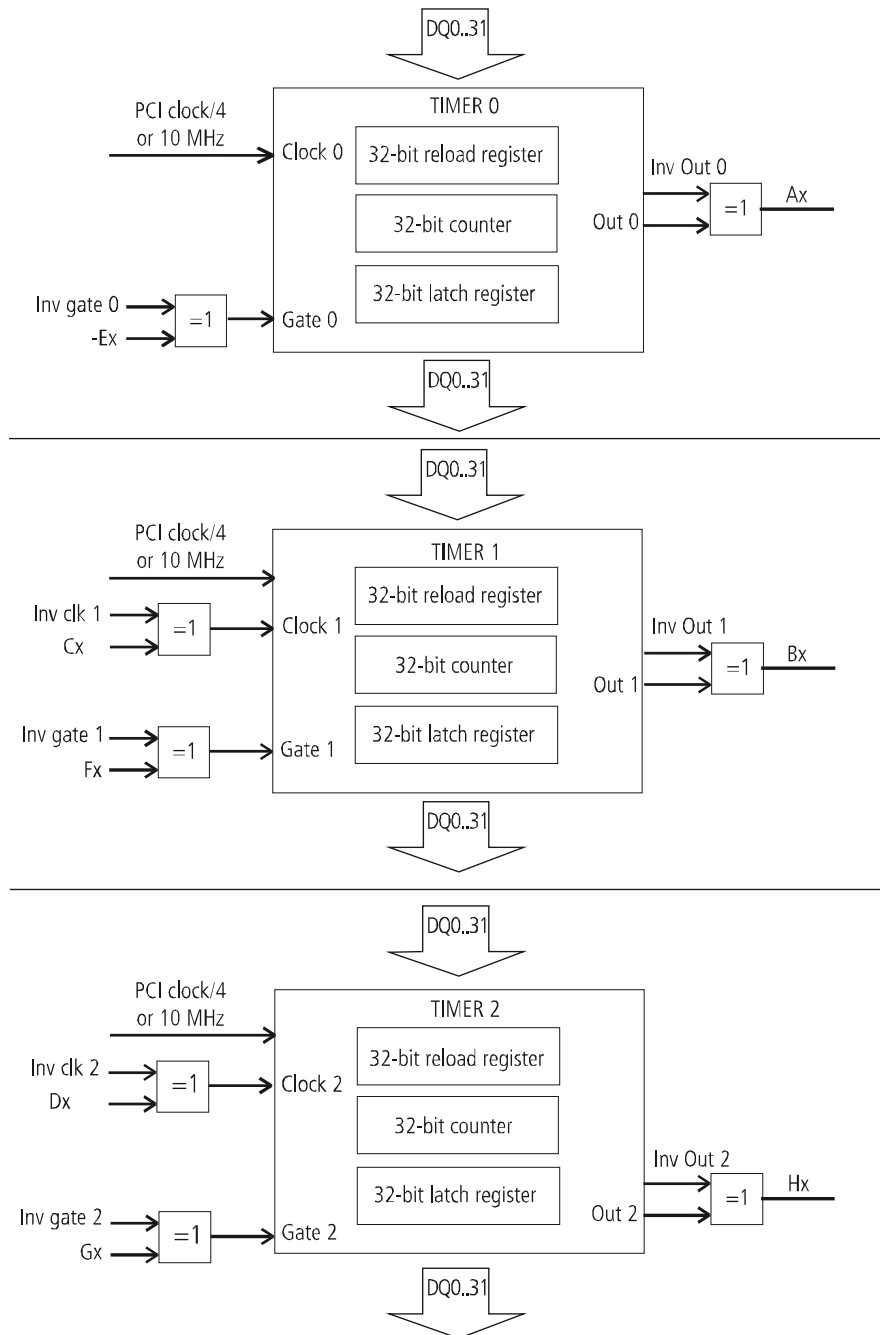 DQ0..31
TIMER 0
PCI clock/4
or 10 MHz
Clock 0
32-bit reload register
Inv Out 0
=1
Ax
32-bit counter
Out 0
32-bit latch register
Inv gate 0
=1
-Ex
Gate 0
DQ0..31
DQ0..31
PCI clock/4
or 10 MHz
TIMER 1
32-bit reload register
Inv clk 1
=1
Cx
Clock 1
Inv Out 1
=1
Bx
32-bit counter
Out 1
32-bit latch register
Inv gate 1
=1
Fx
Gate 1
DQ0..31
DQ0..31
PCI clock/4
or 10 MHz
TIMER 2
32-bit reload register
Inv clk 2
=1
Dx
Clock 2
32-bit counter
Inv Out 2
=1
Hx
32-bit latch register
Out 2
Inv gate 2
=1
Gx
Gate 2
DQ0..31